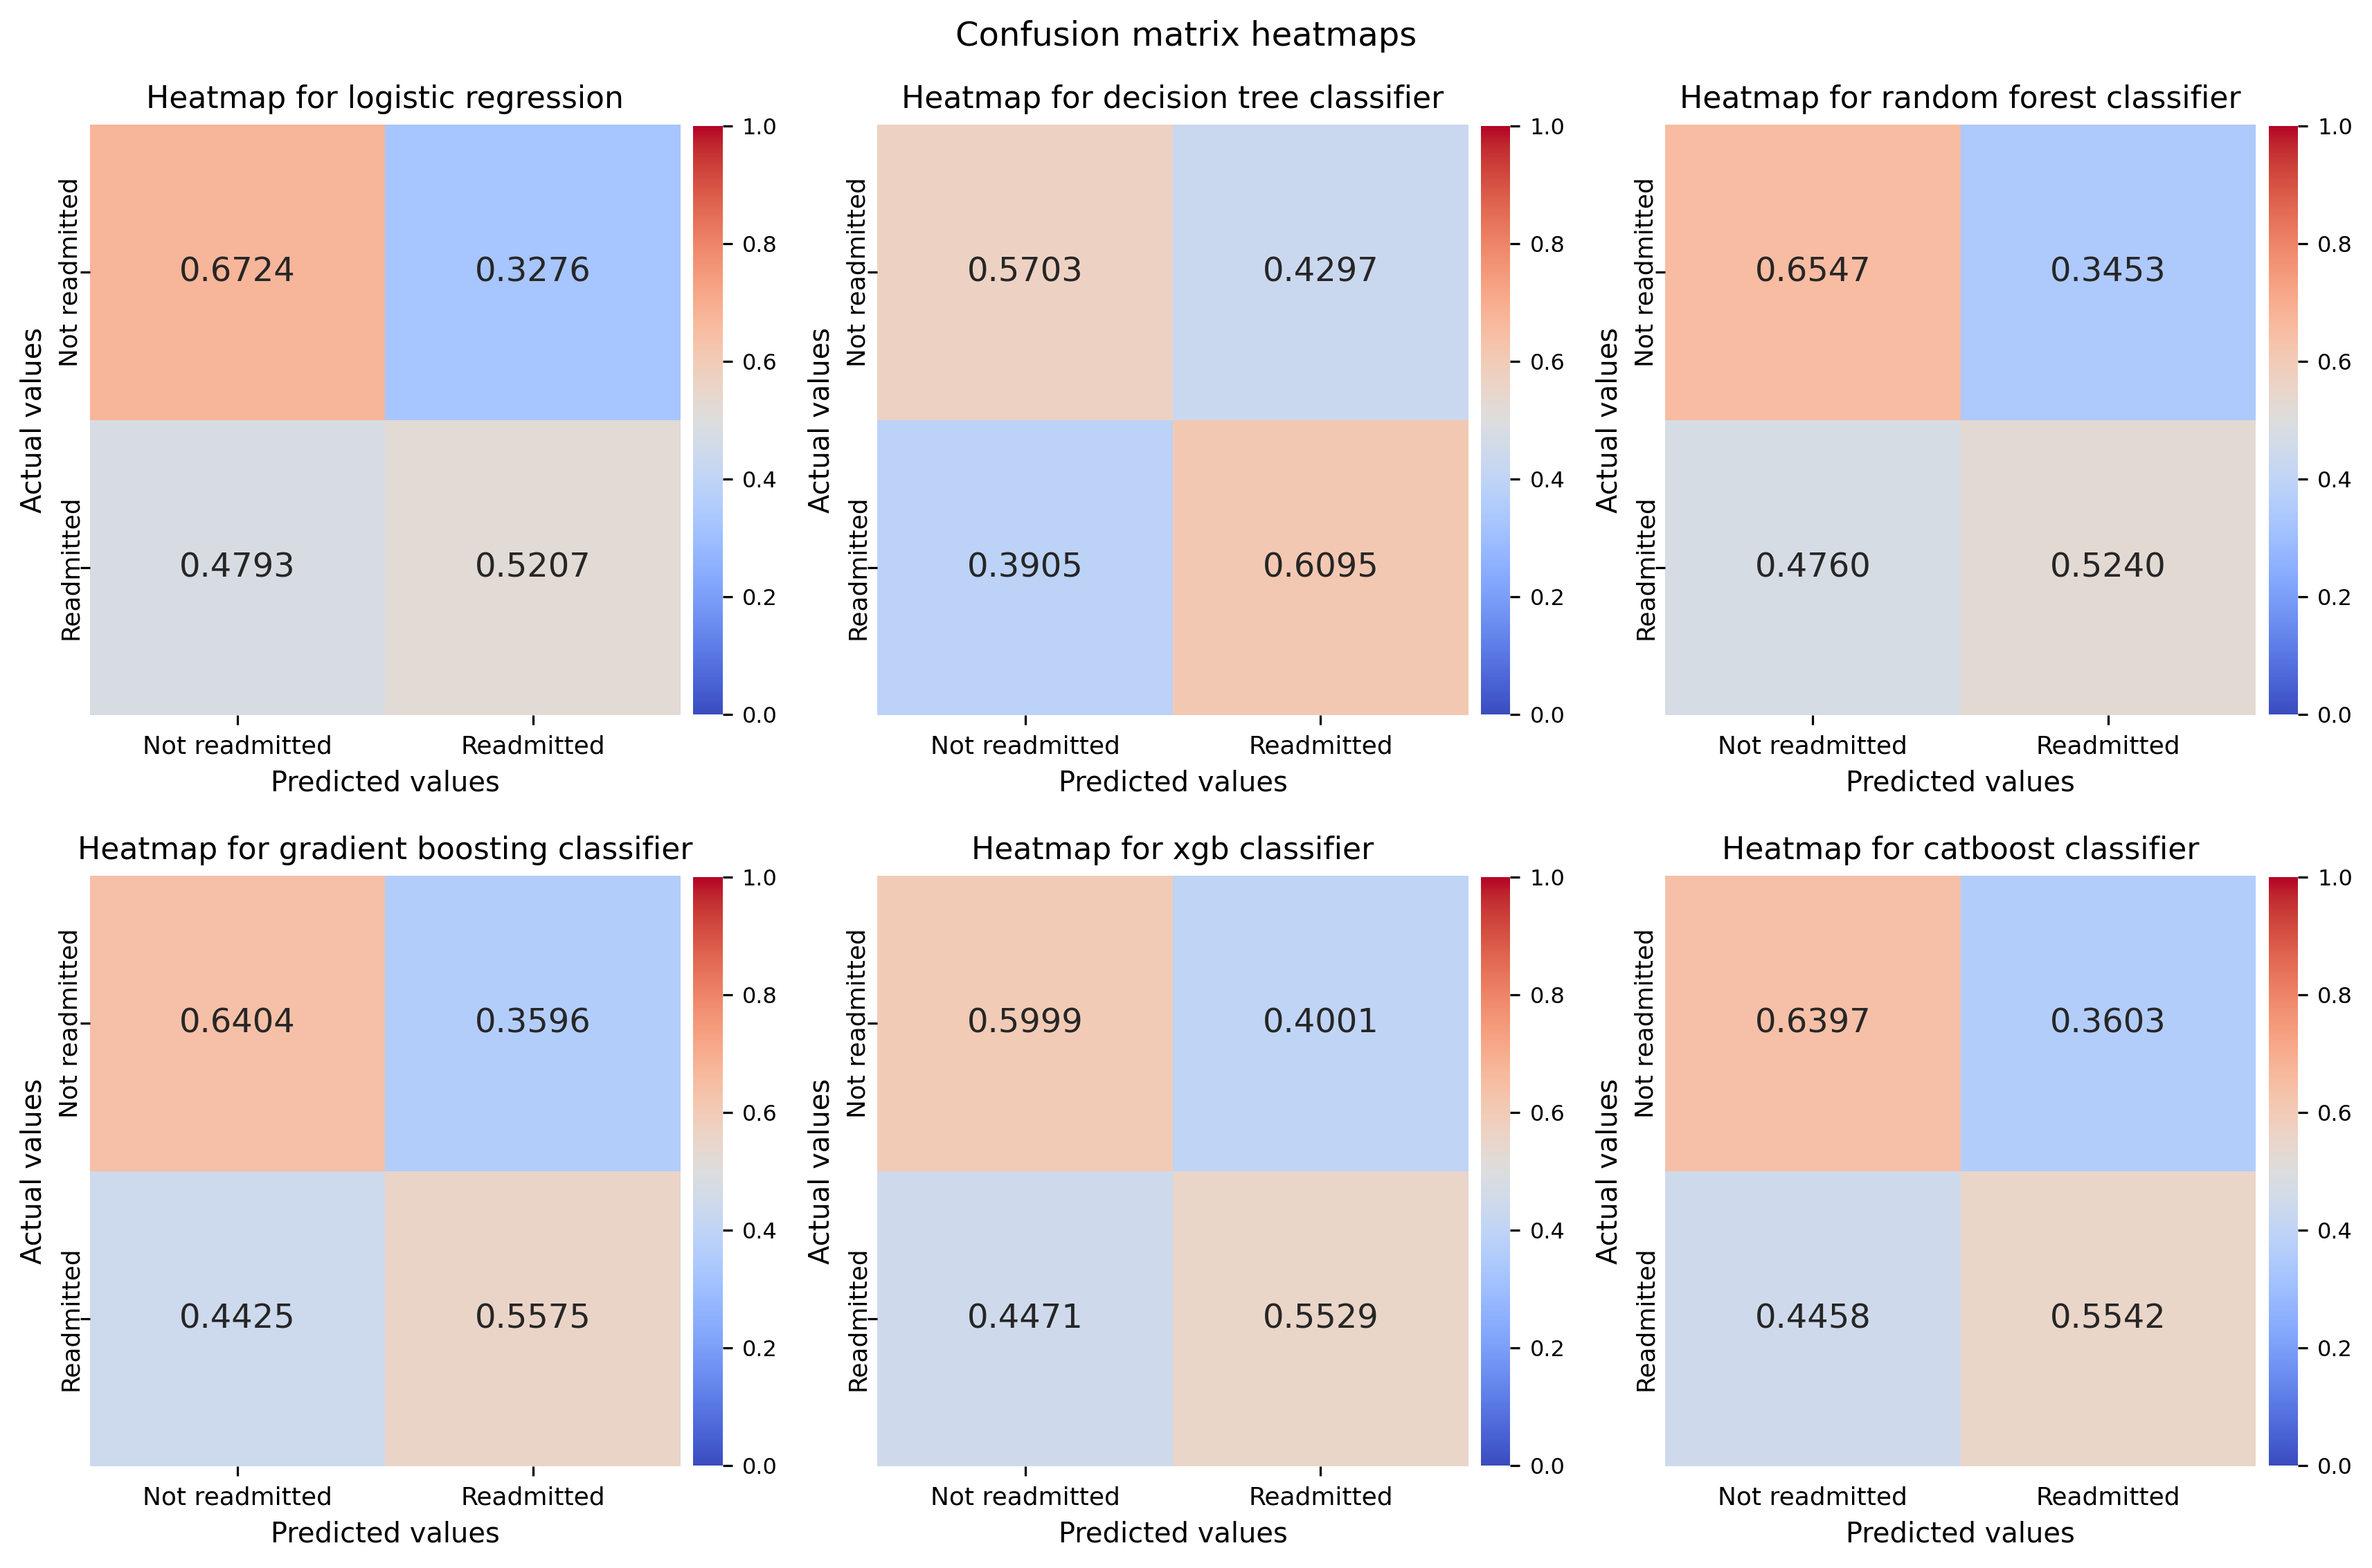 Confusion matrix heatmaps
Heatmap for logistic regression
Actual values
Not readmitted
Readmitted
0.6724
0.3276
0.4793
0.5207
Not readmitted
Readmitted
Predicted values
1.0
0.8
0.6
0.4
0.2
0.0
Heatmap for decision tree classifier
Actual values
Not readmitted
Readmitted
0.5703
0.4297
0.3905
0.6095
Not readmitted
Readmitted
Predicted values
1.0
0.8
0.6
0.4
0.2
0.0
Heatmap for random forest classifier
Actual values
Not readmitted
Readmitted
0.6547
0.3453
0.4760
0.5240
Not readmitted
Readmitted
Predicted values
1.0
0.8
0.6
0.4
0.2
0.0
Heatmap for gradient boosting classifier
Actual values
Not readmitted
Readmitted
0.6404
0.3596
0.4425
0.5575
Not readmitted
Readmitted
Predicted values
1.0
0.8
0.6
0.4
0.2
0.0
Heatmap for xgb classifier
Actual values
Not readmitted
Readmitted
0.5999
0.4001
0.4471
0.5529
Not readmitted
Readmitted
Predicted values
1.0
0.8
0.6
0.4
0.2
0.0
Heatmap for catboost classifier
Actual values
Not readmitted
Readmitted
0.6397
0.3603
0.4458
0.5542
Not readmitted
Readmitted
Predicted values
1.0
0.8
0.6
0.4
0.2
0.0